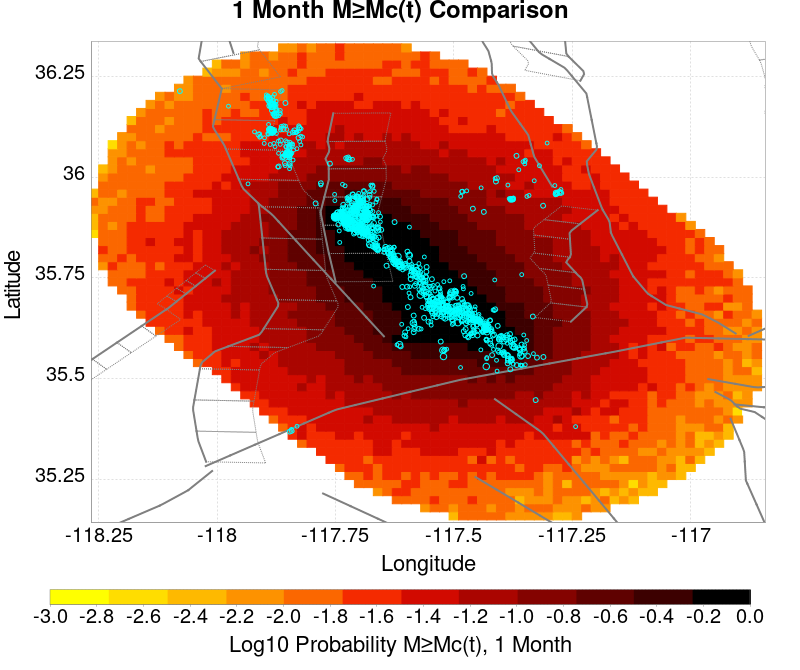 1 Month M≥Mc(t) Comparison
36.25
36
35.75
35.5
35.25
Latitude
-118.25 -118 -117.75 -117.5 -117.25 -117
Longitude
-3.0 -2.8 -2.6 -2.4 -2.2 -2.0 -1.8 -1.6 -1.4 -1.2 -1.0 -0.8 -0.6 -0.4 -0.2 0.0
Log10 Probability M≥Mc(t), 1 Month